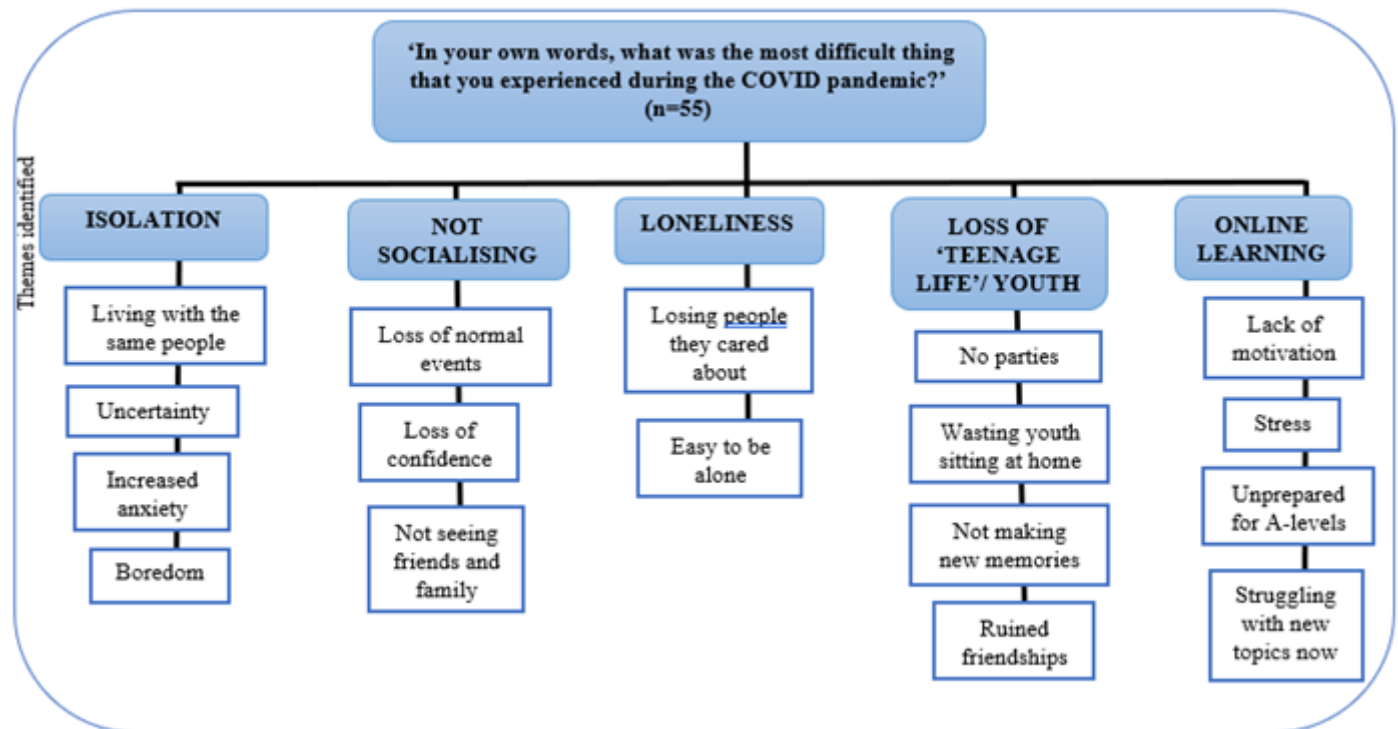 ‘In your own words, what was the most difficult thing
that you experienced during the COVID pandemic?’
(n=55)
Themes identified
ISOLATION
Living with the
same people
Uncertainty
Increased
anxiety
Boredom
NOT
SOCIALISING
Loss of normal
events
Loss of
confidence
Not seeing
friends and
family
LONELINESS
Losing people
they cared
about
Easy to be
alone
LOSS OF
‘TEENAGE
LIFE’/ YOUTH
No parties
Wasting youth
sitting at home
Not making
new memories
Ruined
friendships
ONLINE
LEARNING
Lack of
motivation
Stress
Unprepared
for A-levels
Struggling
with new
topics now